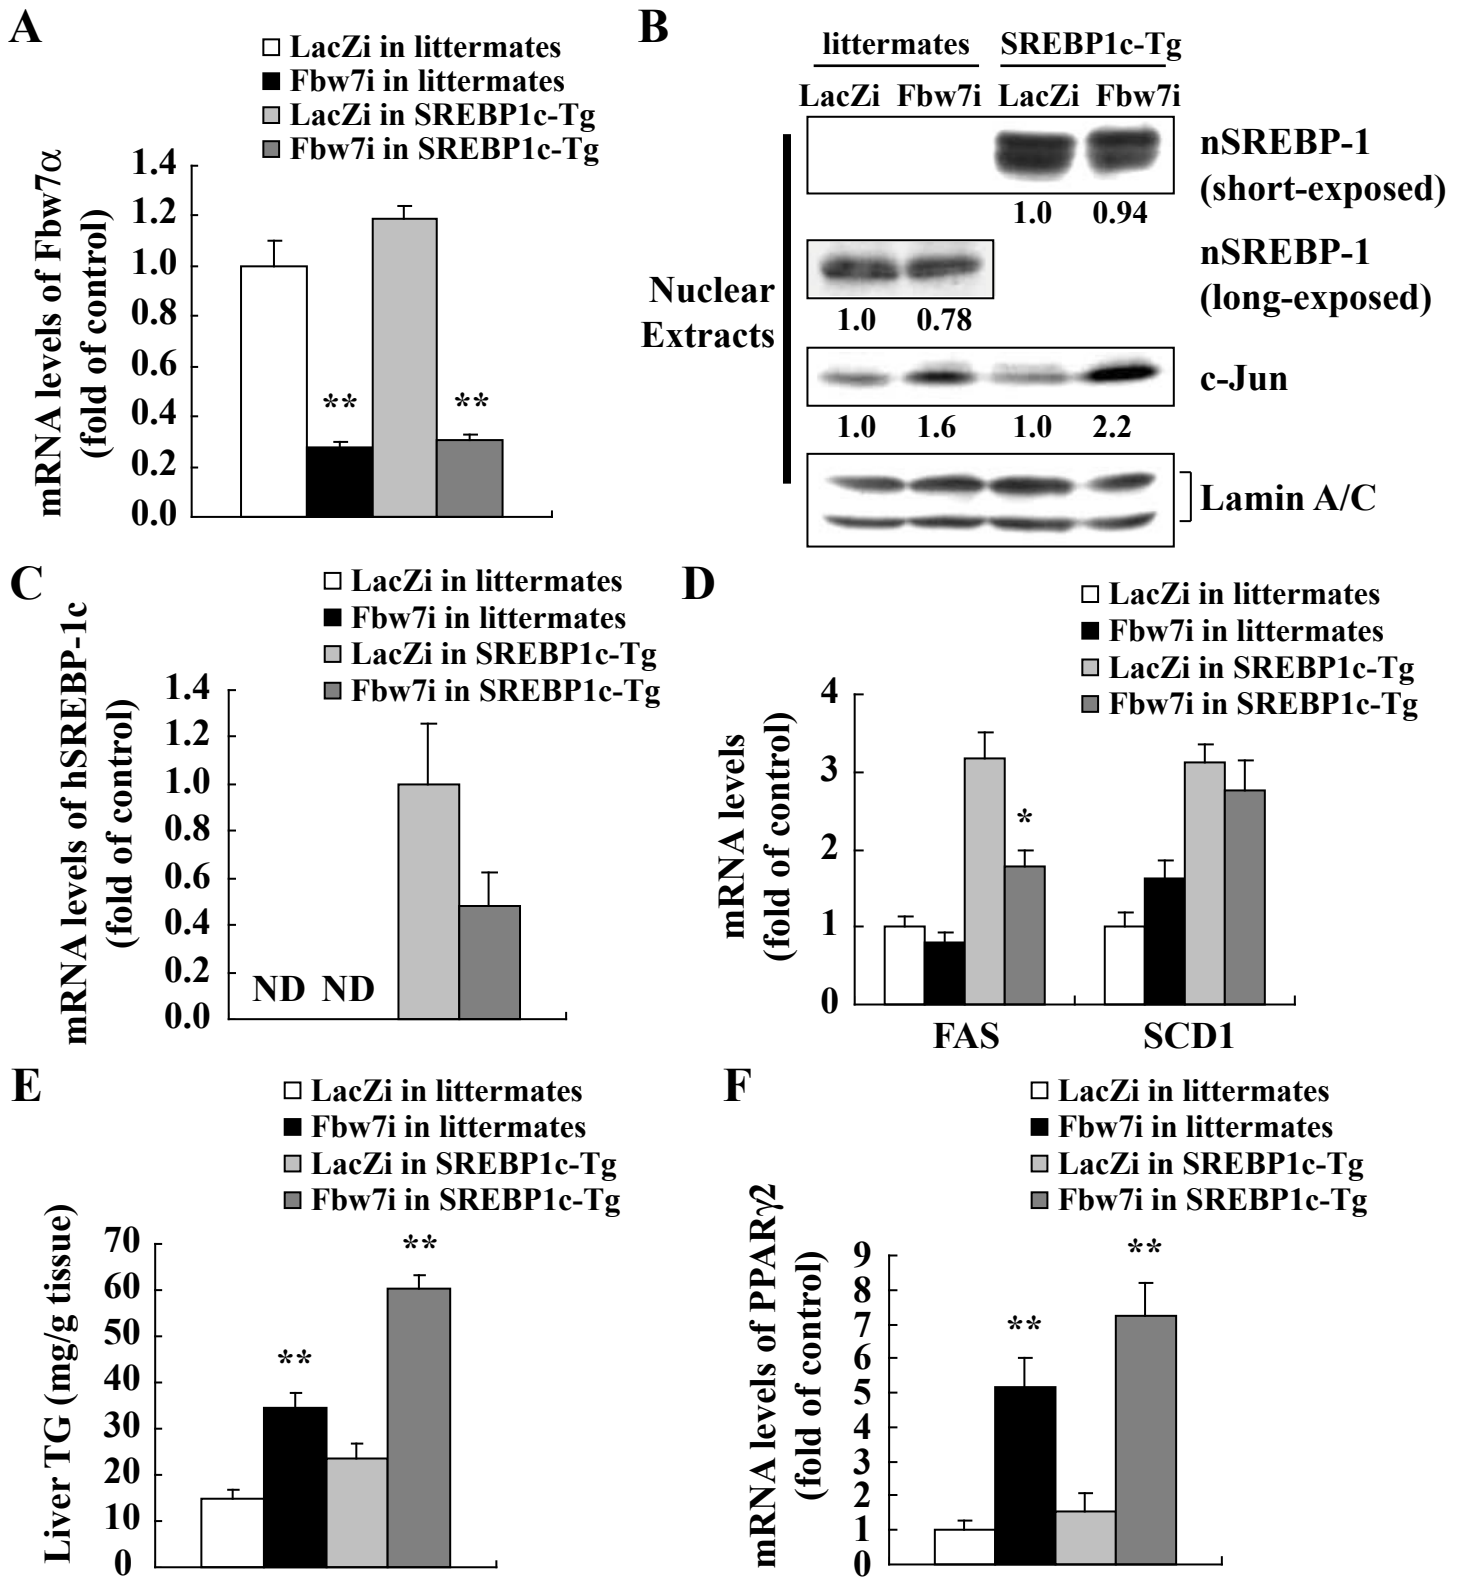 A
LacZi in littermates
Fbw7i in littermates
LacZi in SREBP1c-Tg
Fbw7i in SREBP1c-Tg
mRNA levels of Fbw7α
(fold of control)
1.4
1.2
1.0
0.8
0.6
0.4
0.2
0.0
** **
B
littermates SREBP1c-Tg
LacZi Fbw7i LacZi Fbw7i
nSREBP-1
(short-exposed)
1.0 0.94
nSREBP-1
(long-exposed)
1.0 0.78
Nuclear
Extracts
c-Jun
1.0 1.6 1.0 2.2
Lamin A/C
C
LacZi in littermates
Fbw7i in littermates
LacZi in SREBP1c-Tg
Fbw7i in SREBP1c-Tg
mRNA levels of hSREBP-1c
(fold of control)
1.4
1.2
1.0
0.8
0.6
0.4
0.2
0.0
ND ND
D
LacZi in littermates
Fbw7i in littermates
LacZi in SREBP1c-Tg
Fbw7i in SREBP1c-Tg
mRNA levels
(fold of control)
4
3
2
1
0
*
FAS SCD1
E
LacZi in littermates
Fbw7i in littermates
LacZi in SREBP1c-Tg
Fbw7i in SREBP1c-Tg
Liver TG (mg/g tissue)
70
60
50
40
30
20
10
0
** **
F
LacZi in littermates
Fbw7i in littermates
LacZi in SREBP1c-Tg
Fbw7i in SREBP1c-Tg
mRNA levels of PPARγ2
(fold of control)
9
8
7
6
5
4
3
2
1
0
** **